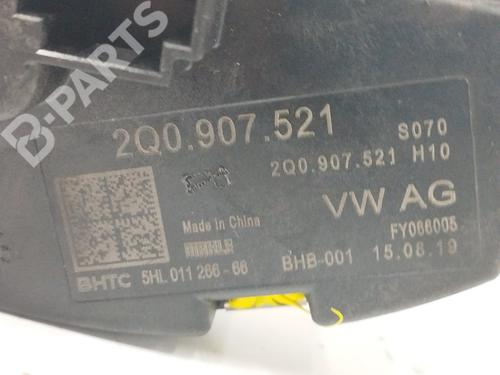 B-PARTS
2Q0.907.521 S070
2Q0.907.521 H10
VW AG
Made in China
FY066005
BHTC 5HL 011 266-66 BHB-001 15.08.19